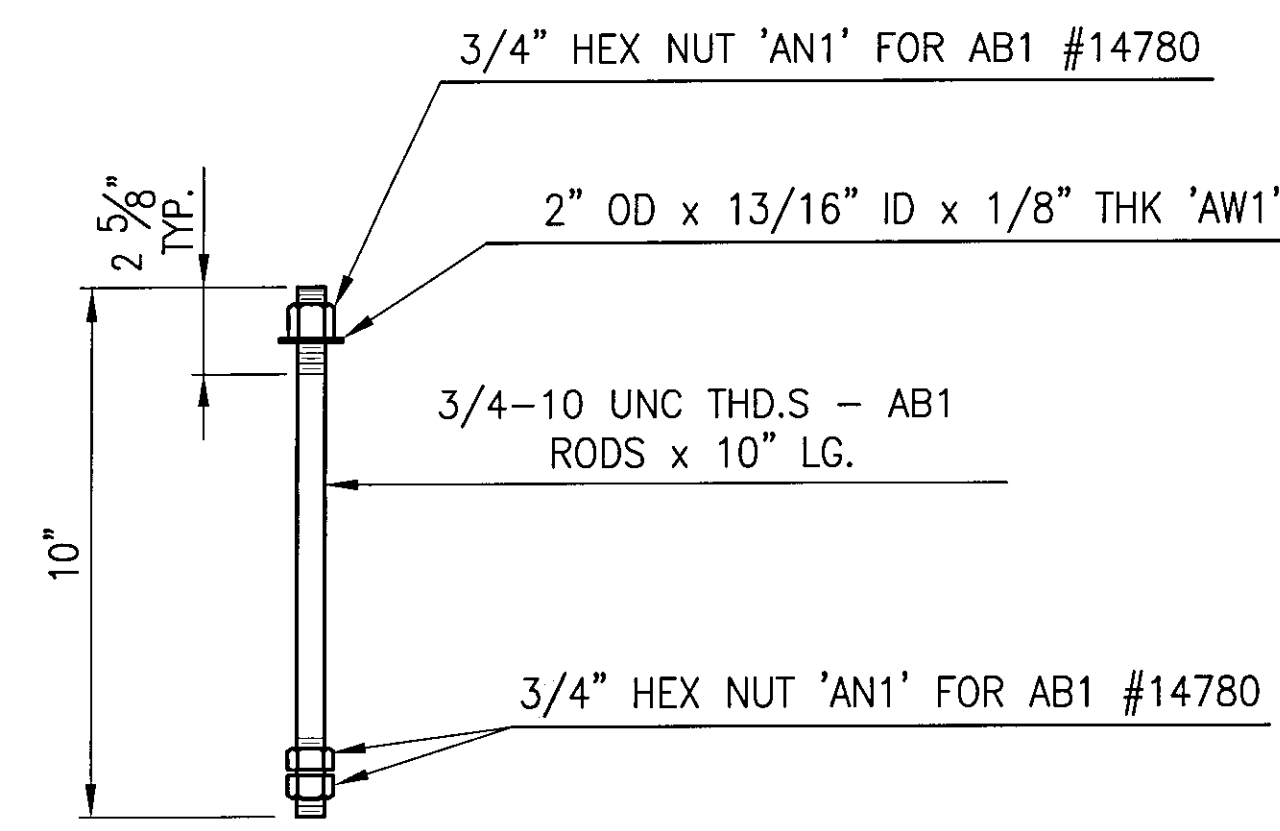 3/4" HEX NUT 'AN1' FOR AB1 #14780
2 5/8"
TYP.
2" OD x 13/16" ID x 1/8" THK 'AW1'
3/4-10 UNC THD.S - AB1
RODS x 10" LG.
10"
3/4" HEX NUT 'AN1' FOR AB1 #14780